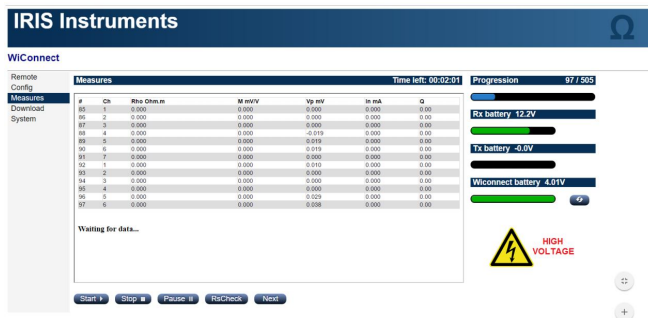 IRIS Instruments
Ω
WiConnect
Remote
Config
Measures
Download
System
Measures Time left: 00:02:01
# Ch Rho Ohm.m M mV/V Vp mV In mA Q
85 1 0.000 0.000 0.000 0.000 0.00
86 2 0.000 0.000 0.000 0.000 0.00
87 3 0.000 0.000 0.000 0.000 0.00
88 4 0.000 0.000 -0.019 0.000 0.00
89 5 0.000 0.000 0.019 0.000 0.00
90 6 0.000 0.000 0.019 0.000 0.00
91 7 0.000 0.000 0.000 0.000 0.00
92 1 0.000 0.000 0.010 0.000 0.00
93 2 0.000 0.000 0.000 0.000 0.00
94 3 0.000 0.000 0.000 0.000 0.00
95 4 0.000 0.000 0.000 0.000 0.00
96 5 0.000 0.000 0.029 0.000 0.00
97 6 0.000 0.000 0.038 0.000 0.00
Waiting for data...
Start Stop Pause RsCheck Next
Progression 97 / 505
Rx battery 12.2V
Tx battery -0.0V
Wiconnect battery 4.01V
HIGH
VOLTAGE
+